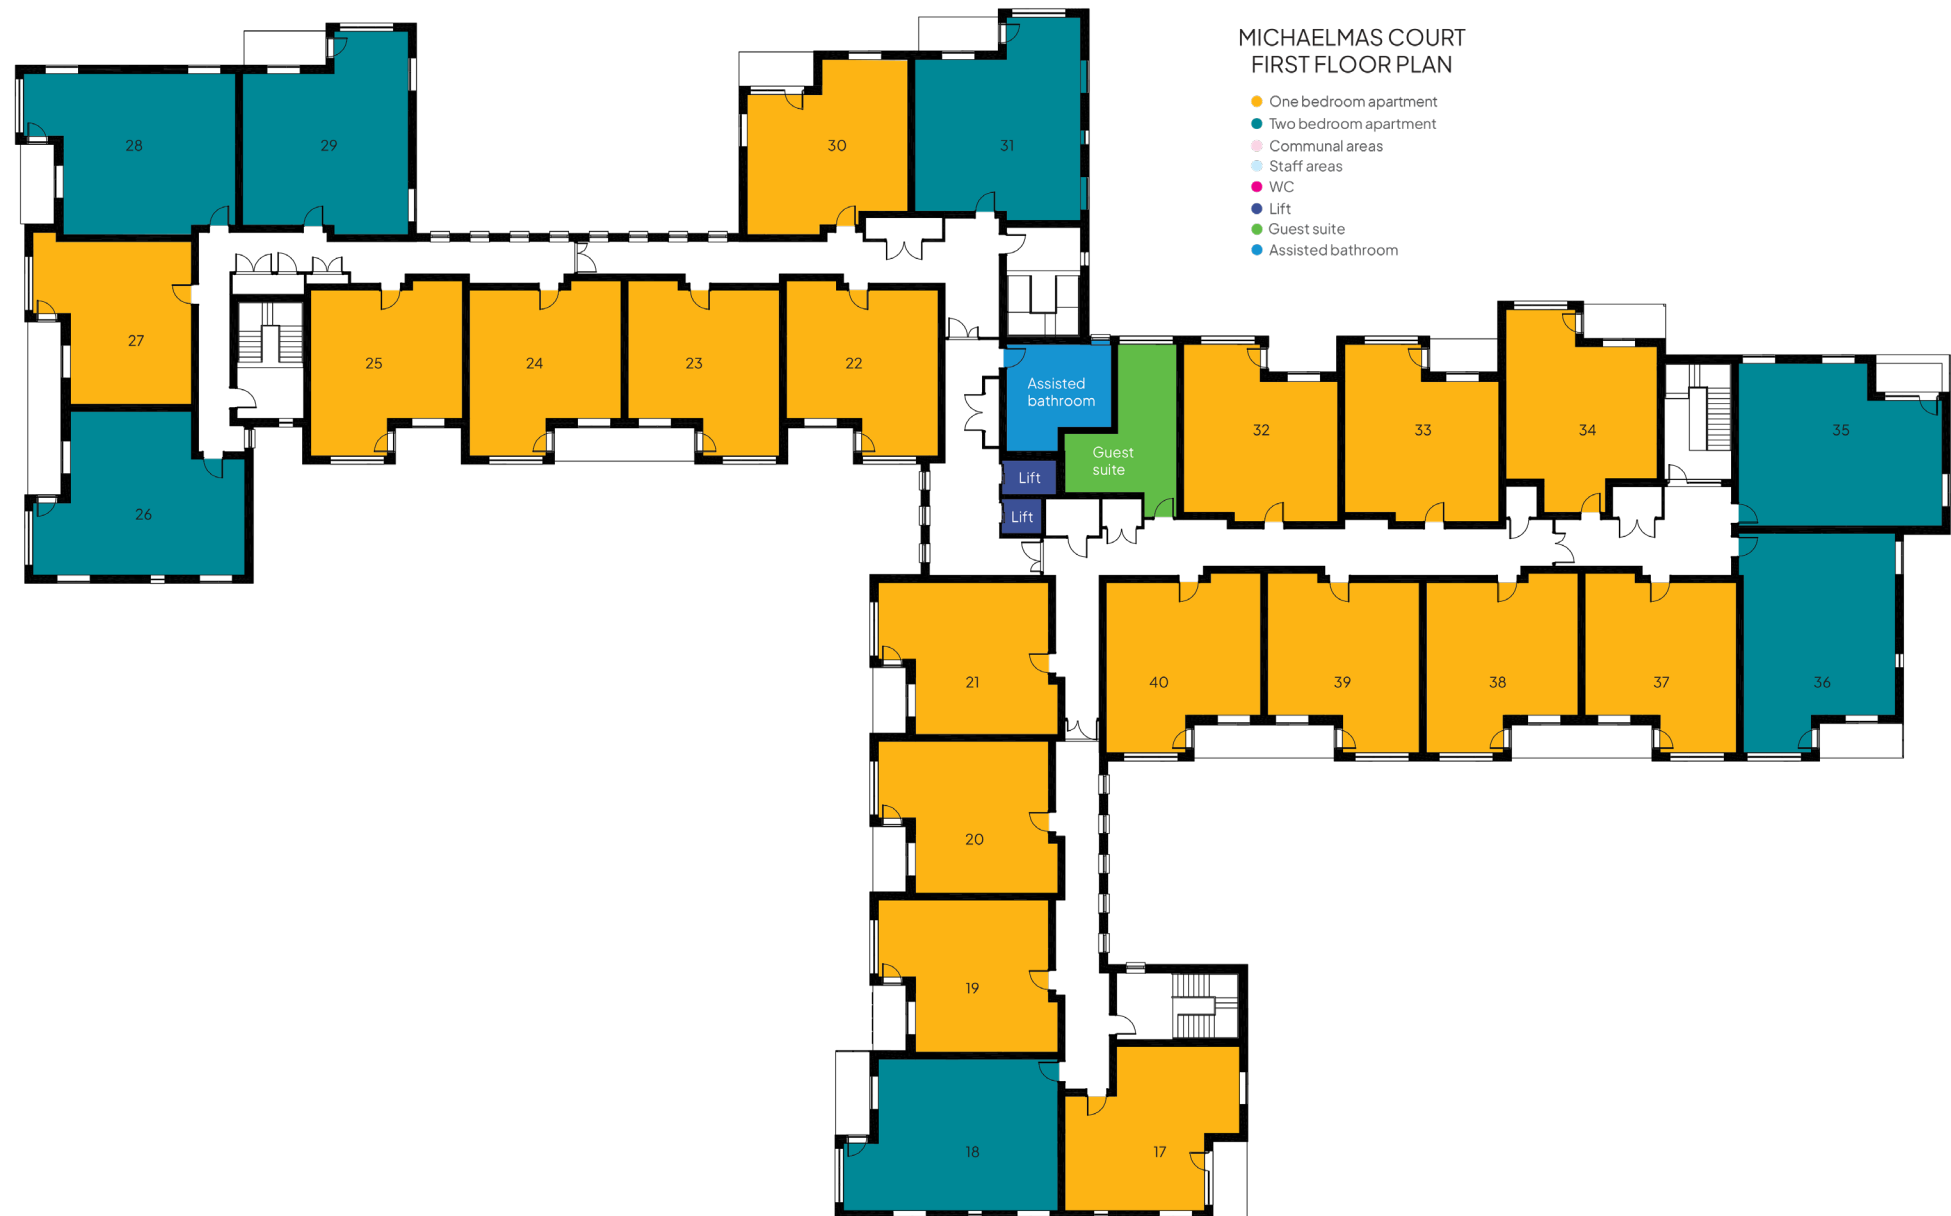 MICHAELMAS COURT
FIRST FLOOR PLAN
One bedroom apartment
Two bedroom apartment
Communal areas
Staff areas
WC
Lift
Guest suite
Assisted bathroom
28
29
30
31
27
25
24
23
22
26
Assisted
bathroom
Guest
suite
Lift
Lift
32
33
34
35
21
40
39
38
37
36
20
19
18
17